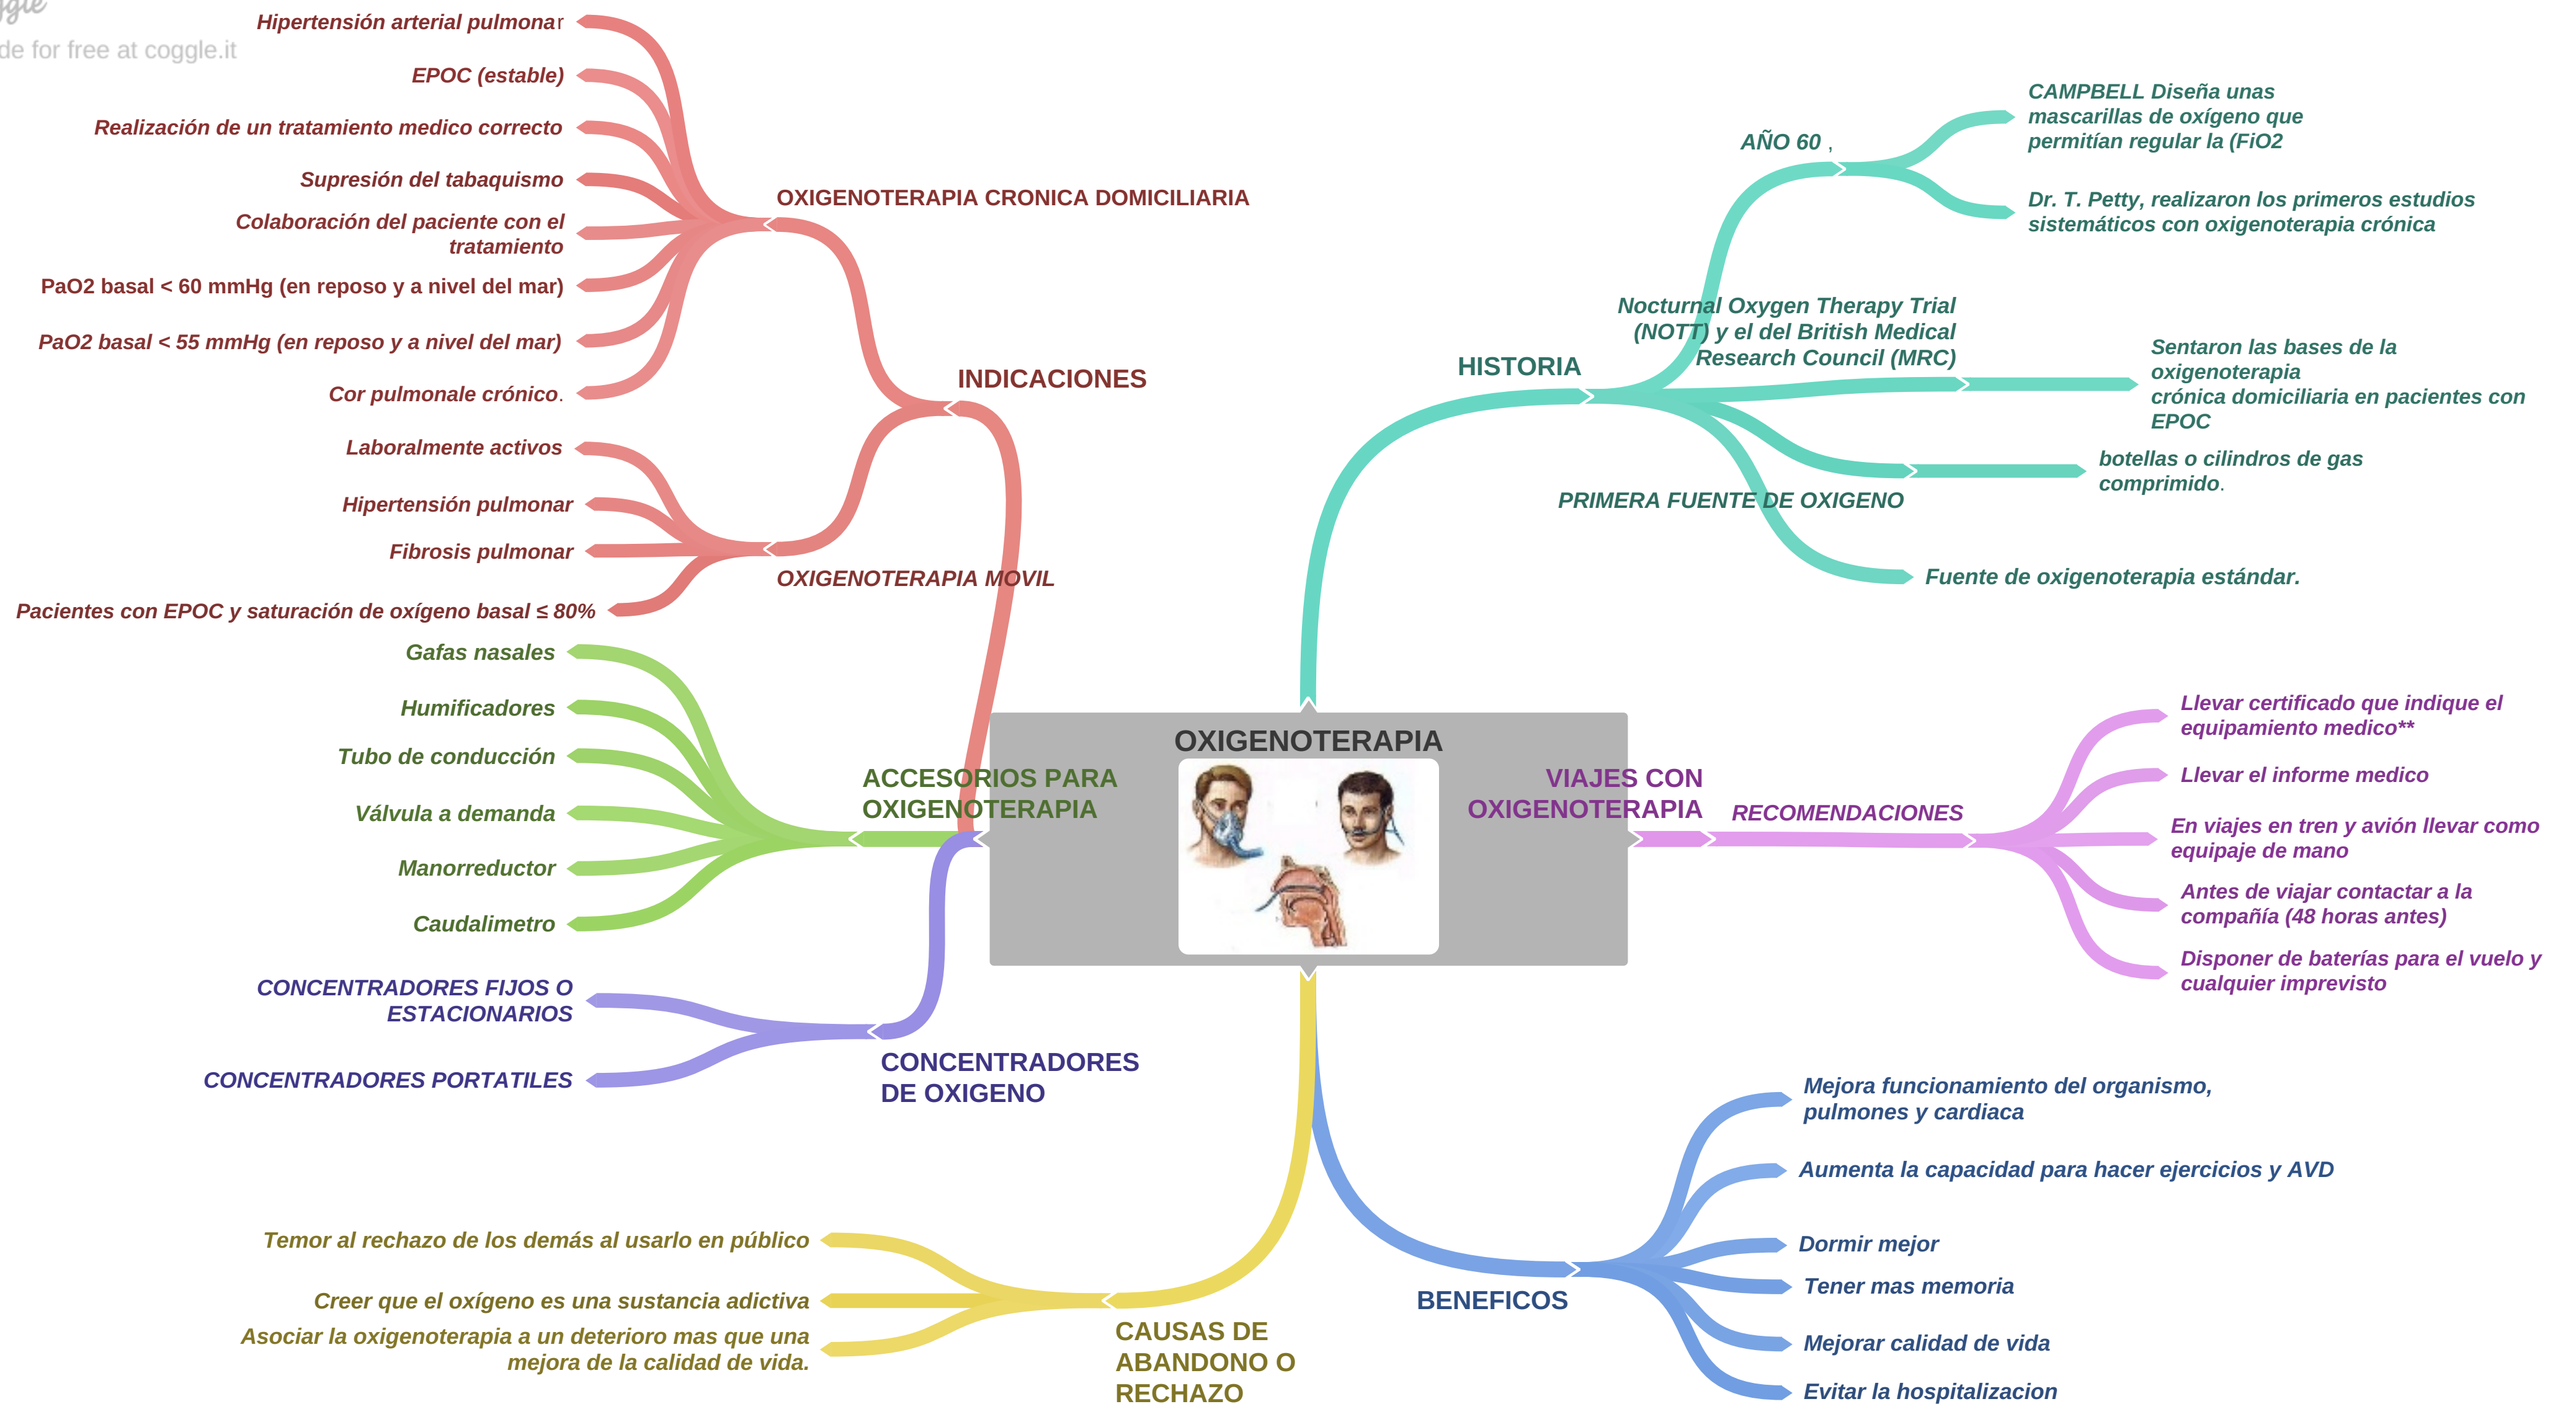 de for free at coggle.it
Hipertensión arterial pulmonar
EPOC (estable)
Realización de un tratamiento medico correcto
Supresión del tabaquismo
Colaboración del paciente con el
tratamiento
PaO2 basal < 60 mmHg (en reposo y a nivel del mar)
PaO2 basal < 55 mmHg (en reposo y a nivel del mar)
Cor pulmonale crónico.
OXIGENOTERAPIA CRONICA DOMICILIARIA
INDICACIONES
Laboralmente activos
Hipertensión pulmonar
Fibrosis pulmonar
Pacientes con EPOC y saturación de oxígeno basal ≤ 80%
OXIGENOTERAPIA MOVIL
Gafas nasales
Humificadores
Tubo de conducción
Válvula a demanda
Manorreductor
Caudalimetro
ACCESORIOS PARA
OXIGENOTERAPIA
CONCENTRADORES FIJOS O
ESTACIONARIOS
CONCENTRADORES PORTATILES
CONCENTRADORES
DE OXIGENO
Temor al rechazo de los demás al usarlo en público
Creer que el oxígeno es una sustancia adictiva
Asociar la oxigenoterapia a un deterioro mas que una
mejora de la calidad de vida.
CAUSAS DE
ABANDONO O
RECHAZO
OXIGENOTERAPIA
HISTORIA
AÑO 60 ,
CAMPBELL Diseña unas
mascarillas de oxígeno que
permitían regular la (FiO2
Dr. T. Petty, realizaron los primeros estudios
sistemáticos con oxigenoterapia crónica
Nocturnal Oxygen Therapy Trial
(NOTT) y el del British Medical
Research Council (MRC)
Sentaron las bases de la
oxigenoterapia
crónica domiciliaria en pacientes con
EPOC
PRIMERA FUENTE DE OXIGENO
botellas o cilindros de gas
comprimido.
Fuente de oxigenoterapia estándar.
VIAJES CON
OXIGENOTERAPIA
RECOMENDACIONES
Llevar certificado que indique el
equipamiento medico**
Llevar el informe medico
En viajes en tren y avión llevar como
equipaje de mano
Antes de viajar contactar a la
compañía (48 horas antes)
Disponer de baterías para el vuelo y
cualquier imprevisto
BENEFICOS
Mejora funcionamiento del organismo,
pulmones y cardiaca
Aumenta la capacidad para hacer ejercicios y AVD
Dormir mejor
Tener mas memoria
Mejorar calidad de vida
Evitar la hospitalizacion